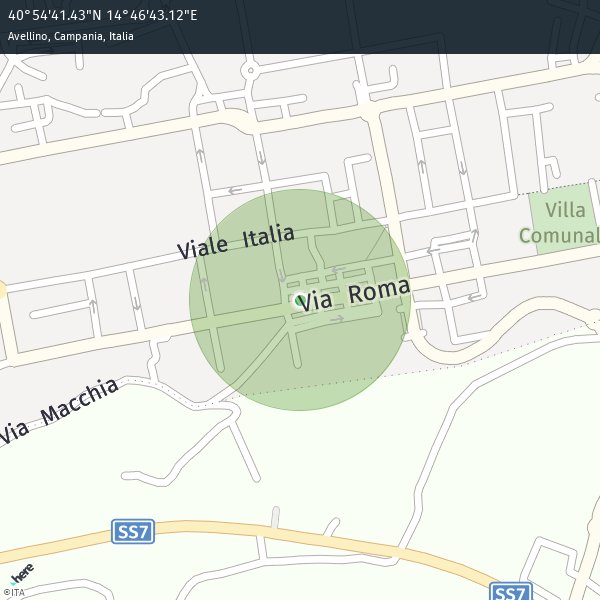 40°54'41.43"N 14°46'43.12"E
Avellino, Campania, Italia
Villa
Comunal
Viale Italia
Via Roma
Via Macchia
SS7
SS7
here
©ITA